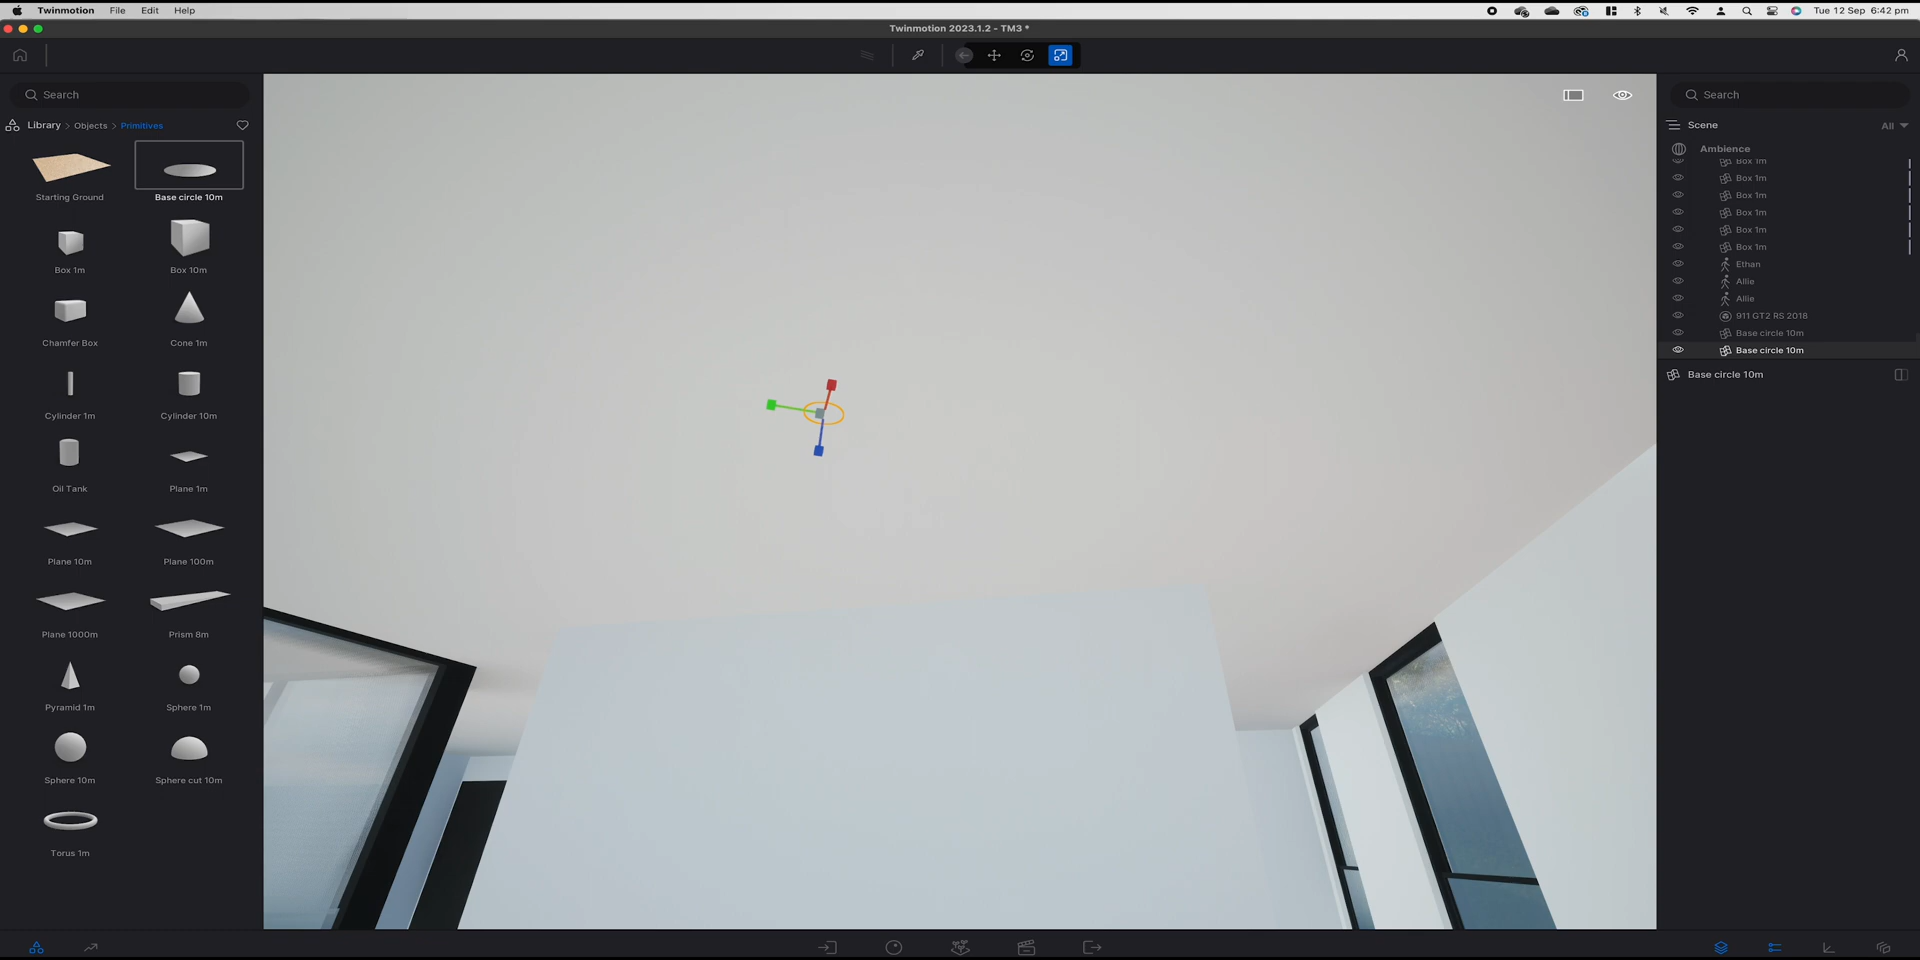 Twinmotion File Edit Help
Tue 12 Sep 6:42 pm
Twinmotion 2023.1.2 - TM3 *
Search
Library > Objects > Primitives
Starting Ground
Base circle 10m
Box 1m
Box 10m
Chamfer Box
Cone 1m
Cylinder 1m
Cylinder 10m
Oil Tank
Plane 1m
Plane 10m
Plane 100m
Plane 1000m
Prism 8m
Pyramid 1m
Sphere 1m
Sphere 10m
Sphere cut 10m
Torus 1m
Search
Scene
All
Ambience
Box 1m
Box 1m
Box 1m
Box 1m
Box 1m
Box 1m
Ethan
Allie
Allie
911 GT2 RS 2018
Base circle 10m
Base circle 10m
Base circle 10m